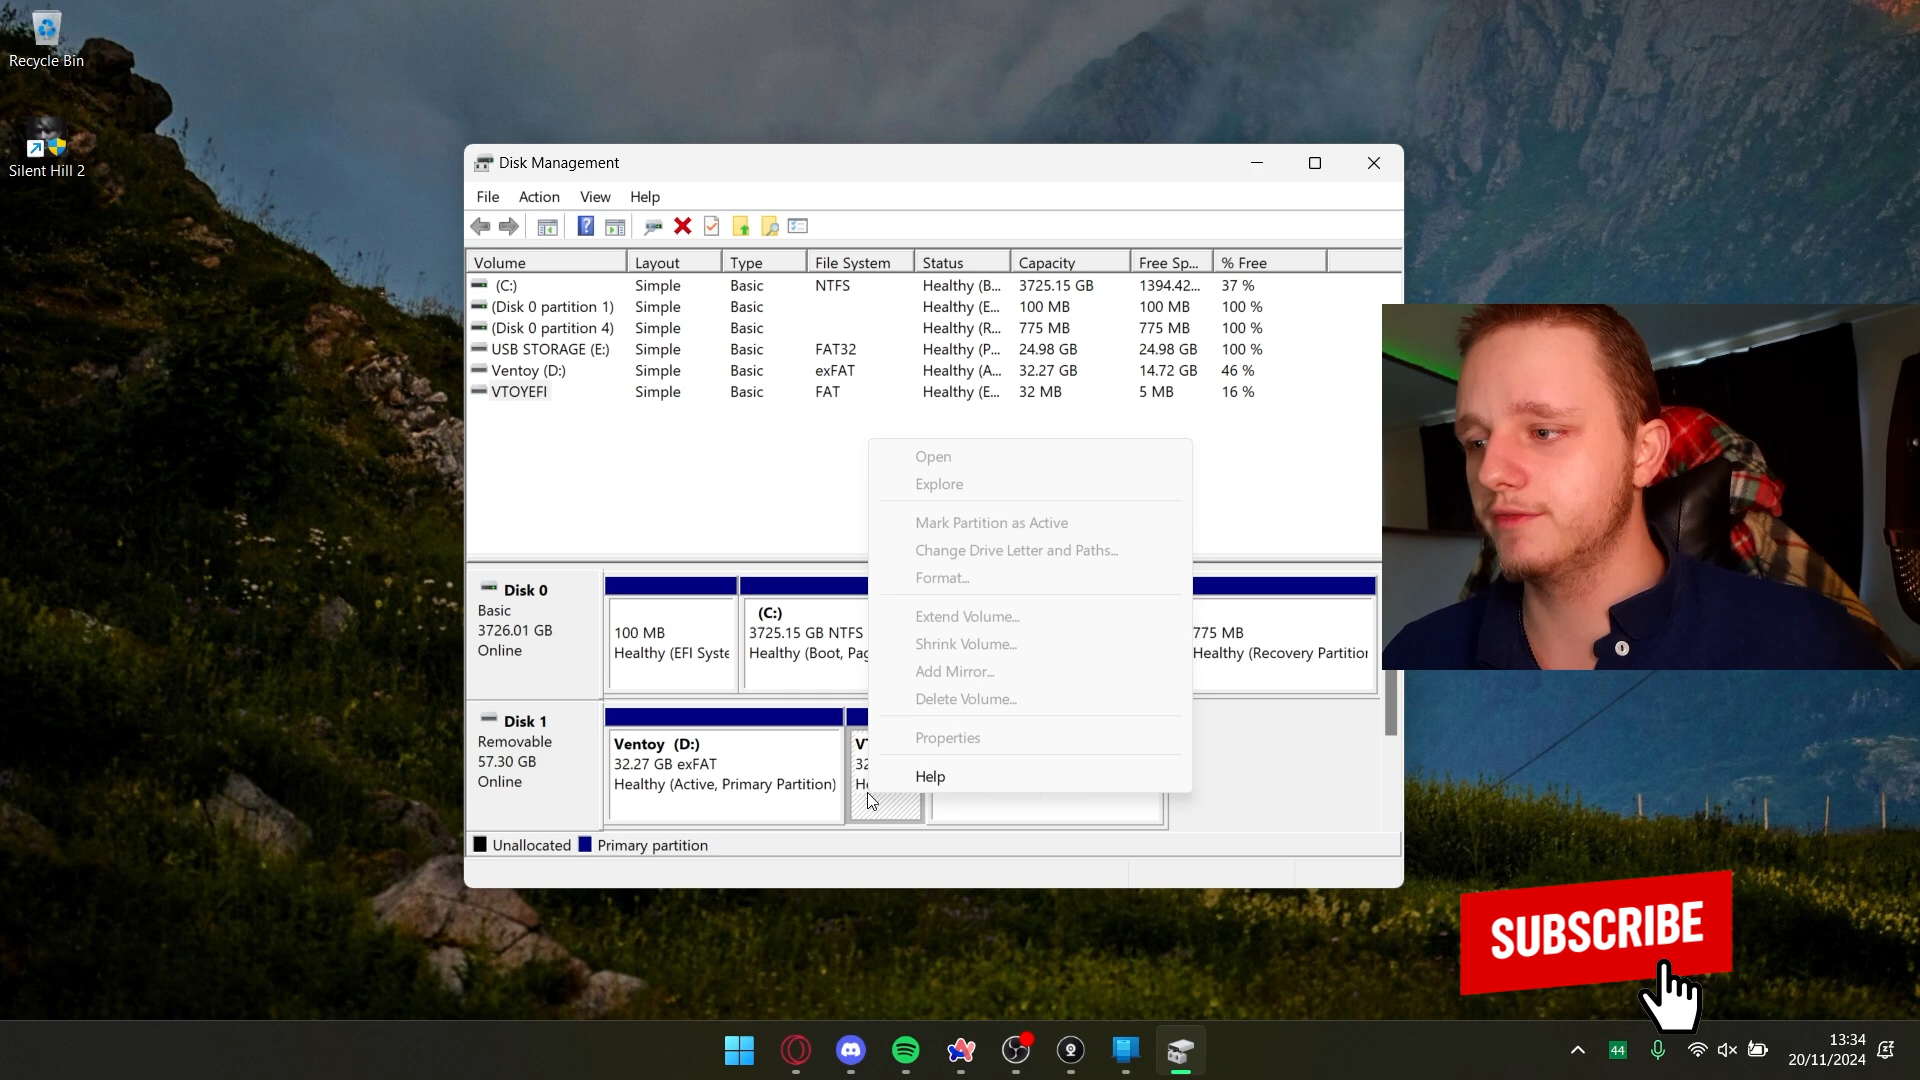 Recycle Bin
Silent Hill 2
Disk Management
File Action View Help
Volume Layout Type File System Status Capacity Free Sp... % Free
(C:) Simple Basic NTFS Healthy (B... 3725.15 GB 1394.42... 37 %
(Disk 0 partition 1) Simple Basic Healthy (E... 100 MB 100 MB 100 %
(Disk 0 partition 4) Simple Basic Healthy (R... 775 MB 775 MB 100 %
USB STORAGE (E:) Simple Basic FAT32 Healthy (P... 24.98 GB 24.98 GB 100 %
Ventoy (D:) Simple Basic exFAT Healthy (A... 32.27 GB 14.72 GB 46 %
VTOYEFI Simple Basic FAT Healthy (E... 32 MB 5 MB 16 %
Open
Explore
Mark Partition as Active
Change Drive Letter and Paths...
Format...
Extend Volume...
Shrink Volume...
Add Mirror...
Delete Volume...
Properties
Help
Disk 0
Basic
3726.01 GB
Online
100 MB
Healthy (EFI Syste
(C:)
3725.15 GB NTFS
Healthy (Boot, Pag
775 MB
Healthy (Recovery Partition
Disk 1
Removable
57.30 GB
Online
Ventoy (D:)
32.27 GB exFAT
Healthy (Active, Primary Partition)
32
He
Unallocated Primary partition
SUBSCRIBE
44
13:34
20/11/2024